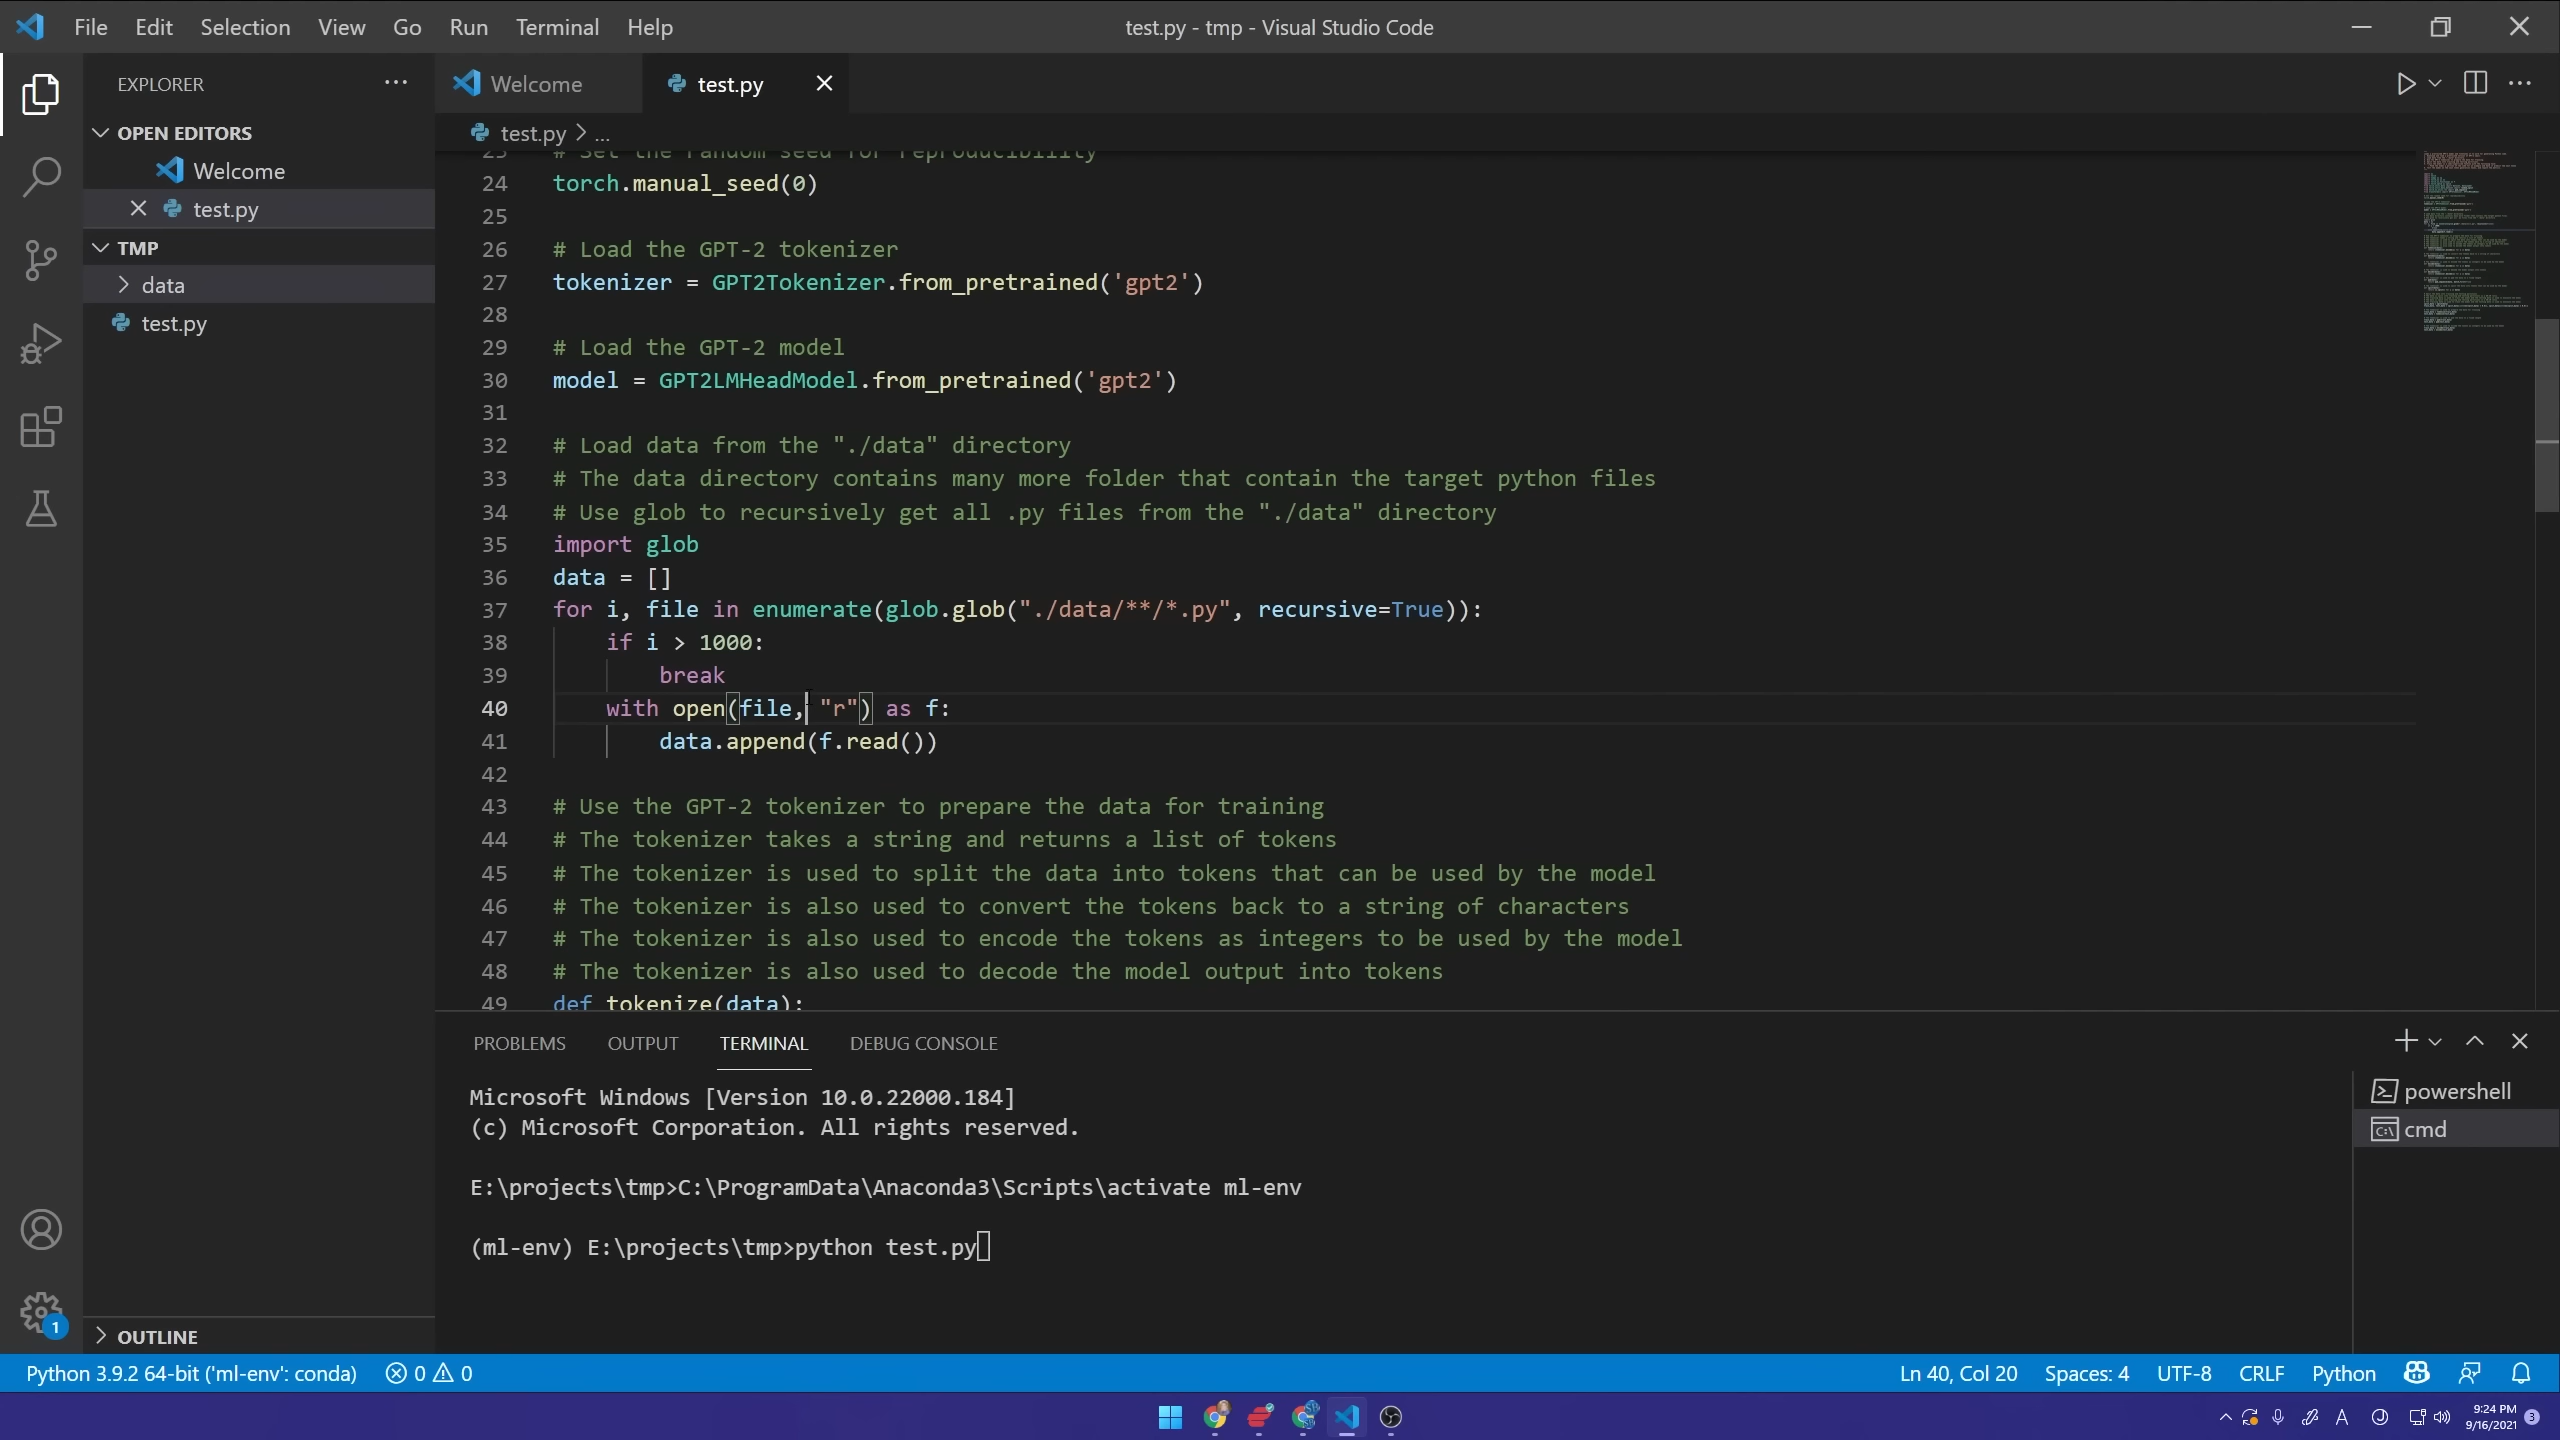 File Edit Selection View Go Run Terminal Help
test.py - tmp - Visual Studio Code
EXPLORER
OPEN EDITORS
Welcome
test.py
TMP
data
test.py
OUTLINE
Welcome
test.py
test.py > ...
23 # Set the random seed for reproducibility
24 torch.manual_seed(0)
25
26 # Load the GPT-2 tokenizer
27 tokenizer = GPT2Tokenizer.from_pretrained('gpt2')
28
29 # Load the GPT-2 model
30 model = GPT2LMHeadModel.from_pretrained('gpt2')
31
32 # Load data from the "./data" directory
33 # The data directory contains many more folder that contain the target python files
34 # Use glob to recursively get all .py files from the "./data" directory
35 import glob
36 data = []
37 for i, file in enumerate(glob.glob("./data/**/*.py", recursive=True)):
38 if i > 1000:
39 break
40 with open(file, "r") as f:
41 data.append(f.read())
42
43 # Use the GPT-2 tokenizer to prepare the data for training
44 # The tokenizer takes a string and returns a list of tokens
45 # The tokenizer is used to split the data into tokens that can be used by the model
46 # The tokenizer is also used to convert the tokens back to a string of characters
47 # The tokenizer is also used to encode the tokens as integers to be used by the model
48 # The tokenizer is also used to decode the model output into tokens
49 def tokenize(data):
PROBLEMS OUTPUT TERMINAL DEBUG CONSOLE
Microsoft Windows [Version 10.0.22000.184]
(c) Microsoft Corporation. All rights reserved.
E:\projects\tmp>C:\ProgramData\Anaconda3\Scripts\activate ml-env
(ml-env) E:\projects\tmp>python test.py
powershell
cmd
1
Python 3.9.2 64-bit ('ml-env': conda) 0 0
Ln 40, Col 20 Spaces: 4 UTF-8 CRLF Python
A
9:24 PM
9/16/2021
3